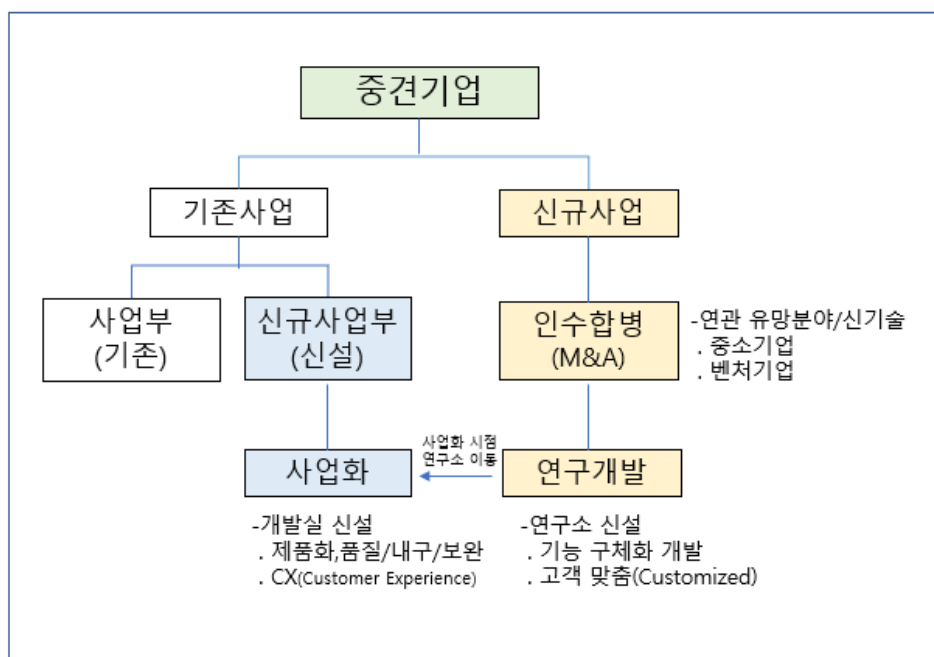 중견기업
기존사업
신규사업
사업부
(기존)
신규사업부
(신설)
인수합병
(M&A)
-연관 유망분야/신기술
. 중소기업
. 벤처기업
사업화
사업화 시점
연구소 이동
연구개발
-개발실 신설
. 제품화,품질/내구/보완
. CX(Customer Experience)
-연구소 신설
. 기능 구체화 개발
. 고객 맞춤(Customized)